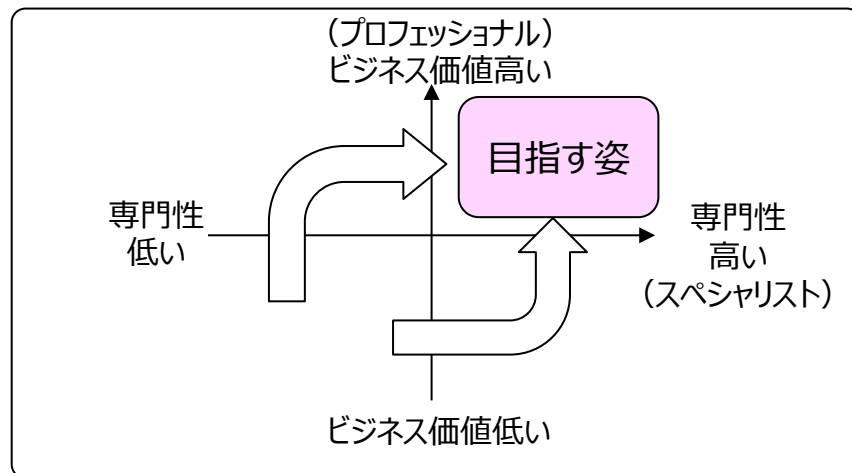 （プロフェッショナル）
ビジネス価値高い
目指す姿
専門性
低い
専門性
高い
（スペシャリスト）
ビジネス価値低い